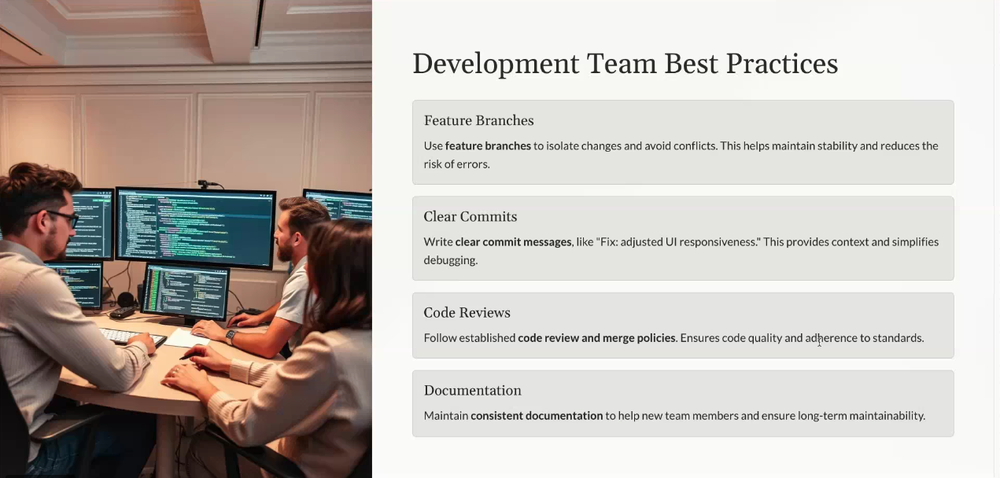 Development Team Best Practices
Feature Branches
Use feature branches to isolate changes and avoid conflicts. This helps maintain stability and reduces the
risk of errors.
Clear Commits
Write clear commit messages, like "Fix: adjusted UI responsiveness." This provides context and simplifies
debugging.
Code Reviews
Follow established code review and merge policies. Ensures code quality and adherence to standards.
Documentation
Maintain consistent documentation to help new team members and ensure long-term maintainability.